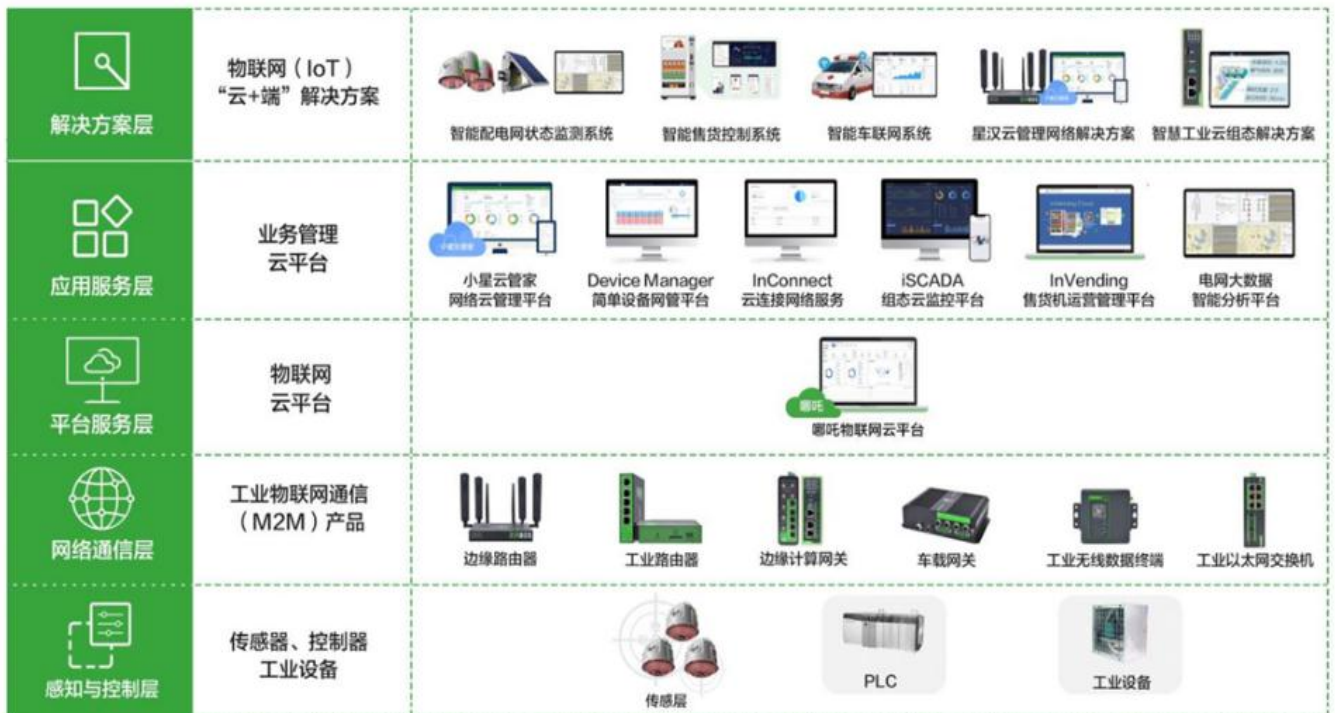 解决方案层
物联网（IoT）
“云+端”解决方案
智能配电网状态监测系统
智能售货控制系统
智能车联网系统
星汉云管理网络解决方案
智慧工业云组态解决方案
应用服务层
业务管理
云平台
小星云管家
网络云管理平台
Device Manager
简单设备网管平台
InConnect
云连接网络服务
iSCADA
组态云监控平台
InVending
售货机运营管理平台
电网大数据
智能分析平台
平台服务层
物联网
云平台
哪吒
哪吒物联网云平台
网络通信层
工业物联网通信
（M2M）产品
边缘路由器
工业路由器
边缘计算网关
车载网关
工业无线数据终端
工业以太网交换机
感知与控制层
传感器、控制器
工业设备
传感层
PLC
工业设备